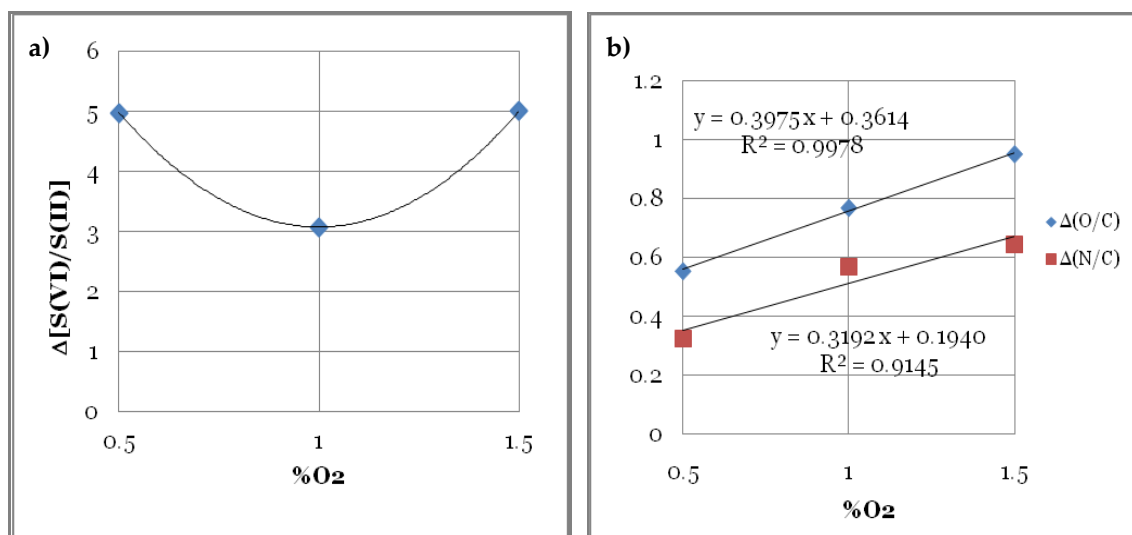 a)
6
5
4
3
2
1
0
Δ[S(VI)/S(II)]
0.5
1
1.5
%O2
b)
1.2
1
0.8
0.6
0.4
0.2
0
y = 0.3975x + 0.3614
R² = 0.9978
y = 0.3192x + 0.1940
R² = 0.9145
0.5
1
1.5
%O2
Δ(O/C)
Δ(N/C)